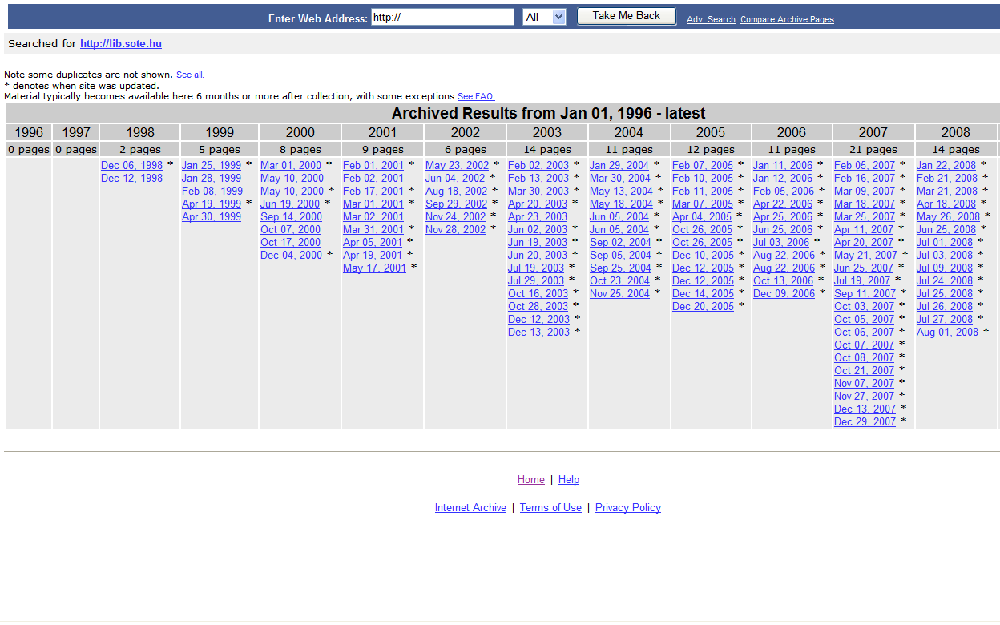 Enter Web Address: http:// All Take Me Back Adv. Search Compare Archive Pages
Searched for http://lib.sote.hu
Note some duplicates are not shown. See all.
* denotes when site was updated.
Material typically becomes available here 6 months or more after collection, with some exceptions See FAQ.
Archived Results from Jan 01, 1996 - latest
1996 1997 1998 1999 2000 2001 2002 2003 2004 2005 2006 2007 2008
0 pages 0 pages 2 pages 5 pages 8 pages 9 pages 6 pages 14 pages 11 pages 12 pages 11 pages 21 pages 14 pages
Dec 06, 1998 * Jan 25, 1999 * Mar 01, 2000 * Feb 01, 2001 * May 23, 2002 * Feb 02, 2003 * Jan 29, 2004 * Feb 07, 2005 * Jan 11, 2006 * Feb 05, 2007 * Jan 22, 2008 *
Dec 12, 1998 Jan 28, 1999 May 10, 2000 Feb 02, 2001 Jun 04, 2002 * Feb 13, 2003 * Mar 30, 2004 * Feb 10, 2005 * Jan 12, 2006 * Feb 16, 2007 * Feb 21, 2008 *
Feb 08, 1999 May 10, 2000 * Feb 17, 2001 * Aug 18, 2002 * Mar 30, 2003 * May 13, 2004 * Feb 11, 2005 * Feb 05, 2006 * Mar 09, 2007 * Mar 21, 2008 *
Apr 19, 1999 * Jun 19, 2000 * Mar 01, 2001 * Sep 29, 2002 * Apr 20, 2003 * May 18, 2004 * Mar 07, 2005 * Apr 22, 2006 * Mar 18, 2007 * Apr 18, 2008 *
Apr 30, 1999 Sep 14, 2000 Mar 02, 2001 Nov 24, 2002 * Apr 23, 2003 Jun 05, 2004 * Apr 04, 2005 * Apr 25, 2006 * Mar 25, 2007 * May 26, 2008 *
Oct 07, 2000 Mar 31, 2001 * Nov 28, 2002 * Jun 02, 2003 * Jun 05, 2004 * Oct 26, 2005 * Jun 25, 2006 * Apr 11, 2007 * Jun 25, 2008 *
Oct 17, 2000 Apr 05, 2001 * Jun 19, 2003 * Sep 02, 2004 * Oct 26, 2005 * Jul 03, 2006 * Apr 20, 2007 * Jul 01, 2008 *
Dec 04, 2000 * Apr 19, 2001 * Jun 20, 2003 * Sep 05, 2004 * Dec 10, 2005 * Aug 22, 2006 * May 21, 2007 * Jul 03, 2008 *
May 17, 2001 * Jul 19, 2003 * Sep 25, 2004 * Dec 12, 2005 * Aug 22, 2006 * Jun 25, 2007 * Jul 09, 2008 *
Jul 29, 2003 * Oct 23, 2004 * Dec 12, 2005 * Oct 13, 2006 * Jul 19, 2007 * Jul 24, 2008 *
Oct 16, 2003 * Nov 25, 2004 * Dec 14, 2005 * Dec 09, 2006 * Sep 11, 2007 * Jul 25, 2008 *
Oct 28, 2003 * Dec 20, 2005 * Oct 03, 2007 * Jul 26, 2008 *
Dec 12, 2003 * Oct 05, 2007 * Jul 27, 2008 *
Dec 13, 2003 * Oct 06, 2007 * Aug 01, 2008 *
Oct 07, 2007 *
Oct 08, 2007 *
Oct 21, 2007 *
Nov 07, 2007 *
Nov 27, 2007 *
Dec 13, 2007 *
Dec 29, 2007 *
Home | Help
Internet Archive | Terms of Use | Privacy Policy